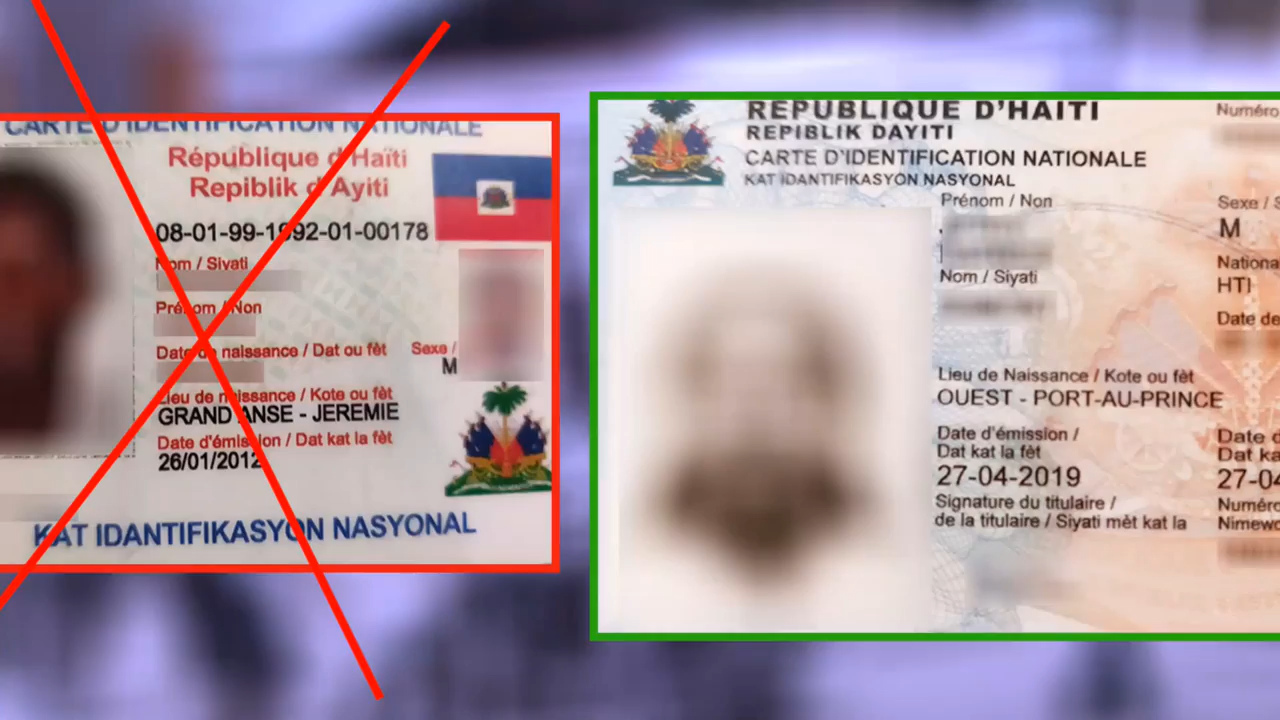 CARTE D'IDENTIFICATION NATIONALE
République d'Haïti
Repiblik d'Ayiti
08-01-99-1992-01-00178
Nom / Siyati
Prénom / Non
Date de naissance / Dat ou fèt
Sexe /
M
Lieu de naissance / Kote ou fèt
GRAND'ANSE - JEREMIE
Date d'émission / Dat kat la fèt
26/01/2012
KAT IDANTIFIKASYON NASYONAL
REPUBLIQUE D'HAITI
REPIBLIK DAYITI
CARTE D'IDENTIFICATION NATIONALE
KAT IDANTIFIKASYON NASYONAL
Prénom / Non
Nom / Siyati
Lieu de Naissance / Kote ou fèt
OUEST - PORT-AU-PRINCE
Date d'émission /
Dat kat la fèt
27-04-2019
Signature du titulaire /
de la titulaire / Siyati mèt kat la
Numéro
Sexe / S
M
Nationa
HTI
Date de
Date d
Dat ka
27-04
Numéro
Nimewo